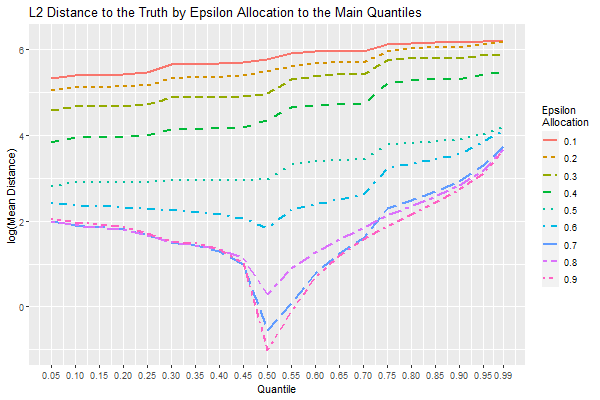 L2 Distance to the Truth by Epsilon Allocation to the Main Quantiles
log(Mean Distance)
6
4
2
0
0.05 0.10 0.15 0.20 0.25 0.30 0.35 0.40 0.45 0.50 0.55 0.60 0.65 0.70 0.75 0.80 0.85 0.90 0.95 0.99
Quantile
Epsilon
Allocation
0.1
0.2
0.3
0.4
0.5
0.6
0.7
0.8
0.9